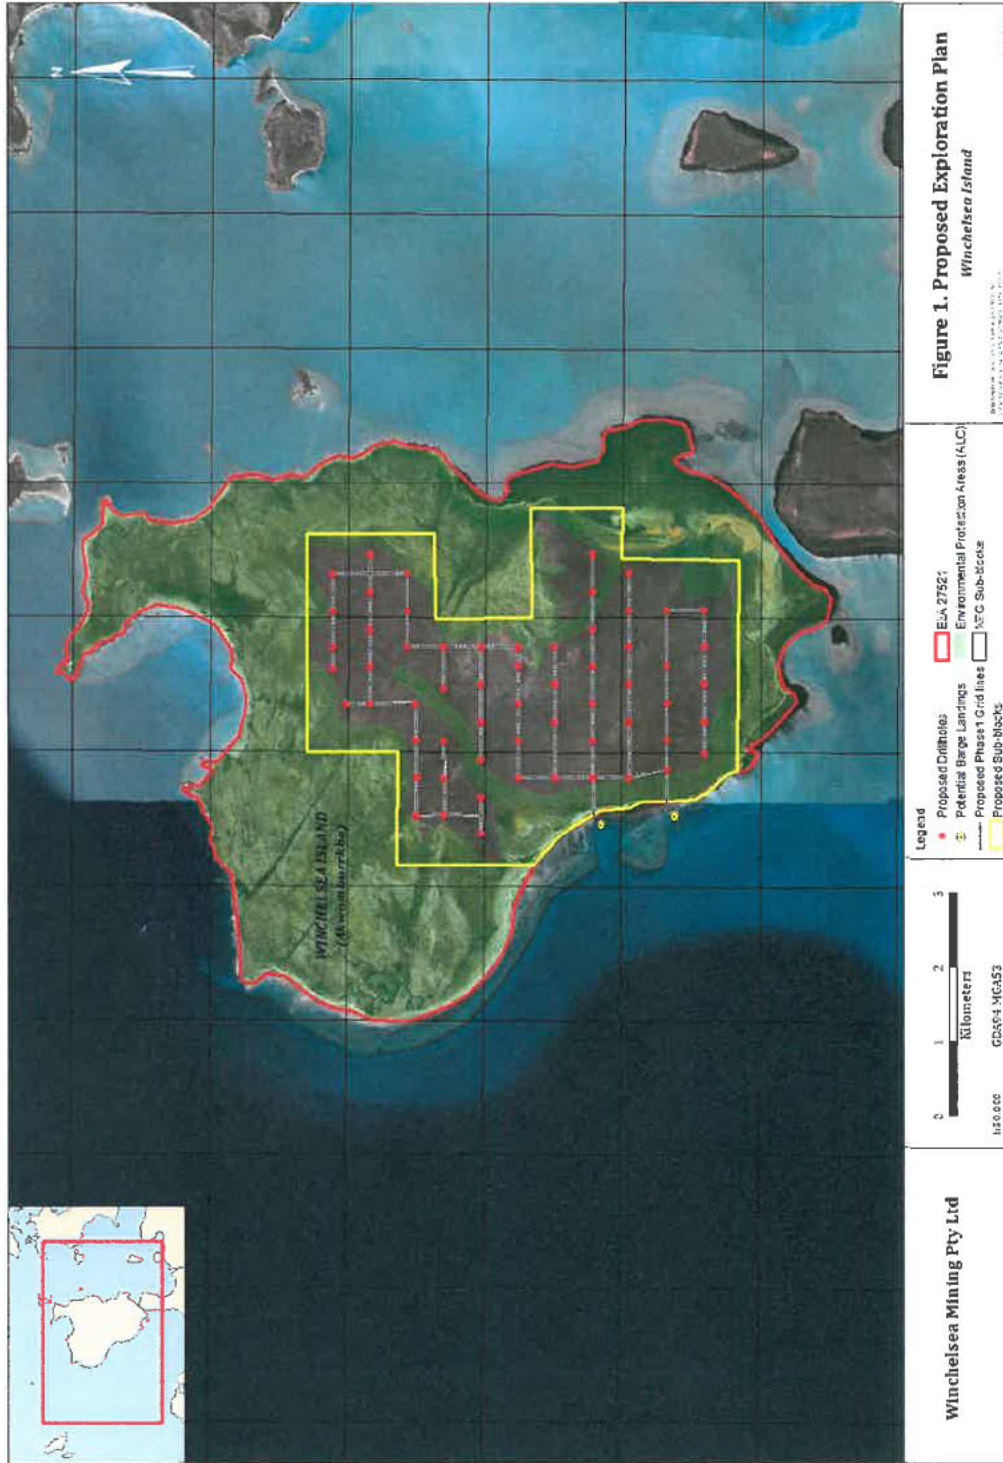 N
WINCHELSEA ISLAND
(Akwamburrkba)
Winchelsea Mining Pty Ltd
0 1 2 3
Kilometers
GDA94 MGA53
Legend
Proposed Drillholes
Potential Barge Landings
Proposed Phase1 Grid lines
Proposed Sub-blocks
ELA 27521
Environmental Protection Areas (ALC)
Sub-blocks
Figure 1. Proposed Exploration Plan
Winchelsea Island